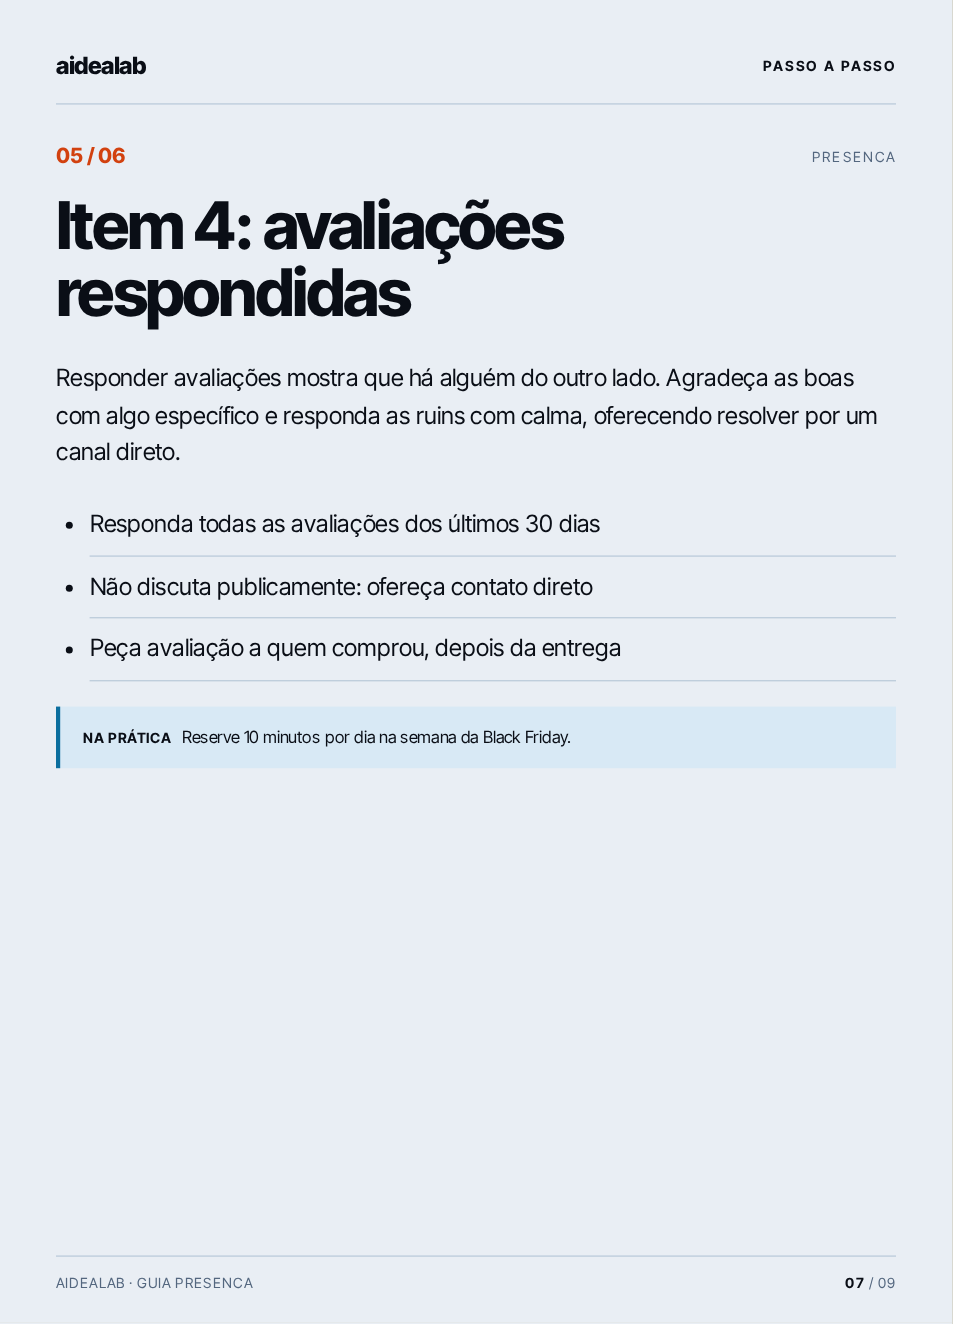 aidealab
PASSO A PASSO
05 / 06
PRESENCA
Item 4: avaliações
respondidas
Responder avaliações mostra que há alguém do outro lado. Agradeça as boas
com algo específico e responda as ruins com calma, oferecendo resolver por um
canal direto.
• Responda todas as avaliações dos últimos 30 dias
• Não discuta publicamente: ofereça contato direto
• Peça avaliação a quem comprou, depois da entrega
NA PRÁTICA Reserve 10 minutos por dia na semana da Black Friday.
AIDEALAB · GUIA PRESENCA
07 / 09